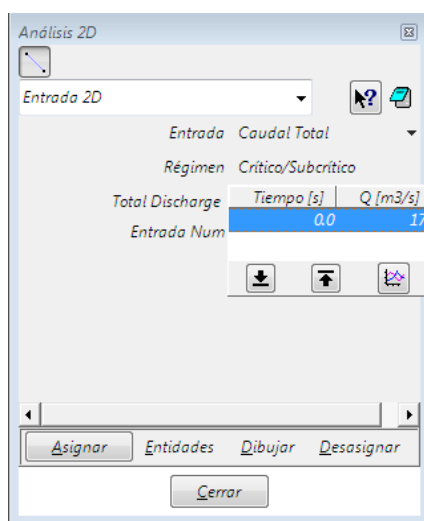 Análisis 2D
Entrada 2D
Entrada Caudal Total
Régimen Crítico/Subcrítico
Total Discharge Tiempo [s] Q [m3/s]
0.0 17
Entrada Num
Asignar Entidades Dibujar Desasignar
Cerrar